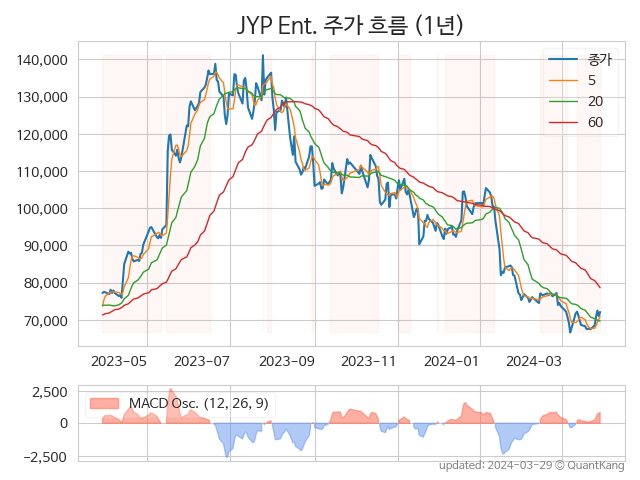 JYP Ent. 주가 흐름 (1년)
140,000
130,000
120,000
110,000
100,000
90,000
80,000
70,000
종가
5
20
60
2023-05 2023-07 2023-09 2023-11 2024-01 2024-03
2,500
0
−2,500
MACD Osc. (12, 26, 9)
updated: 2024-03-29 © QuantKang